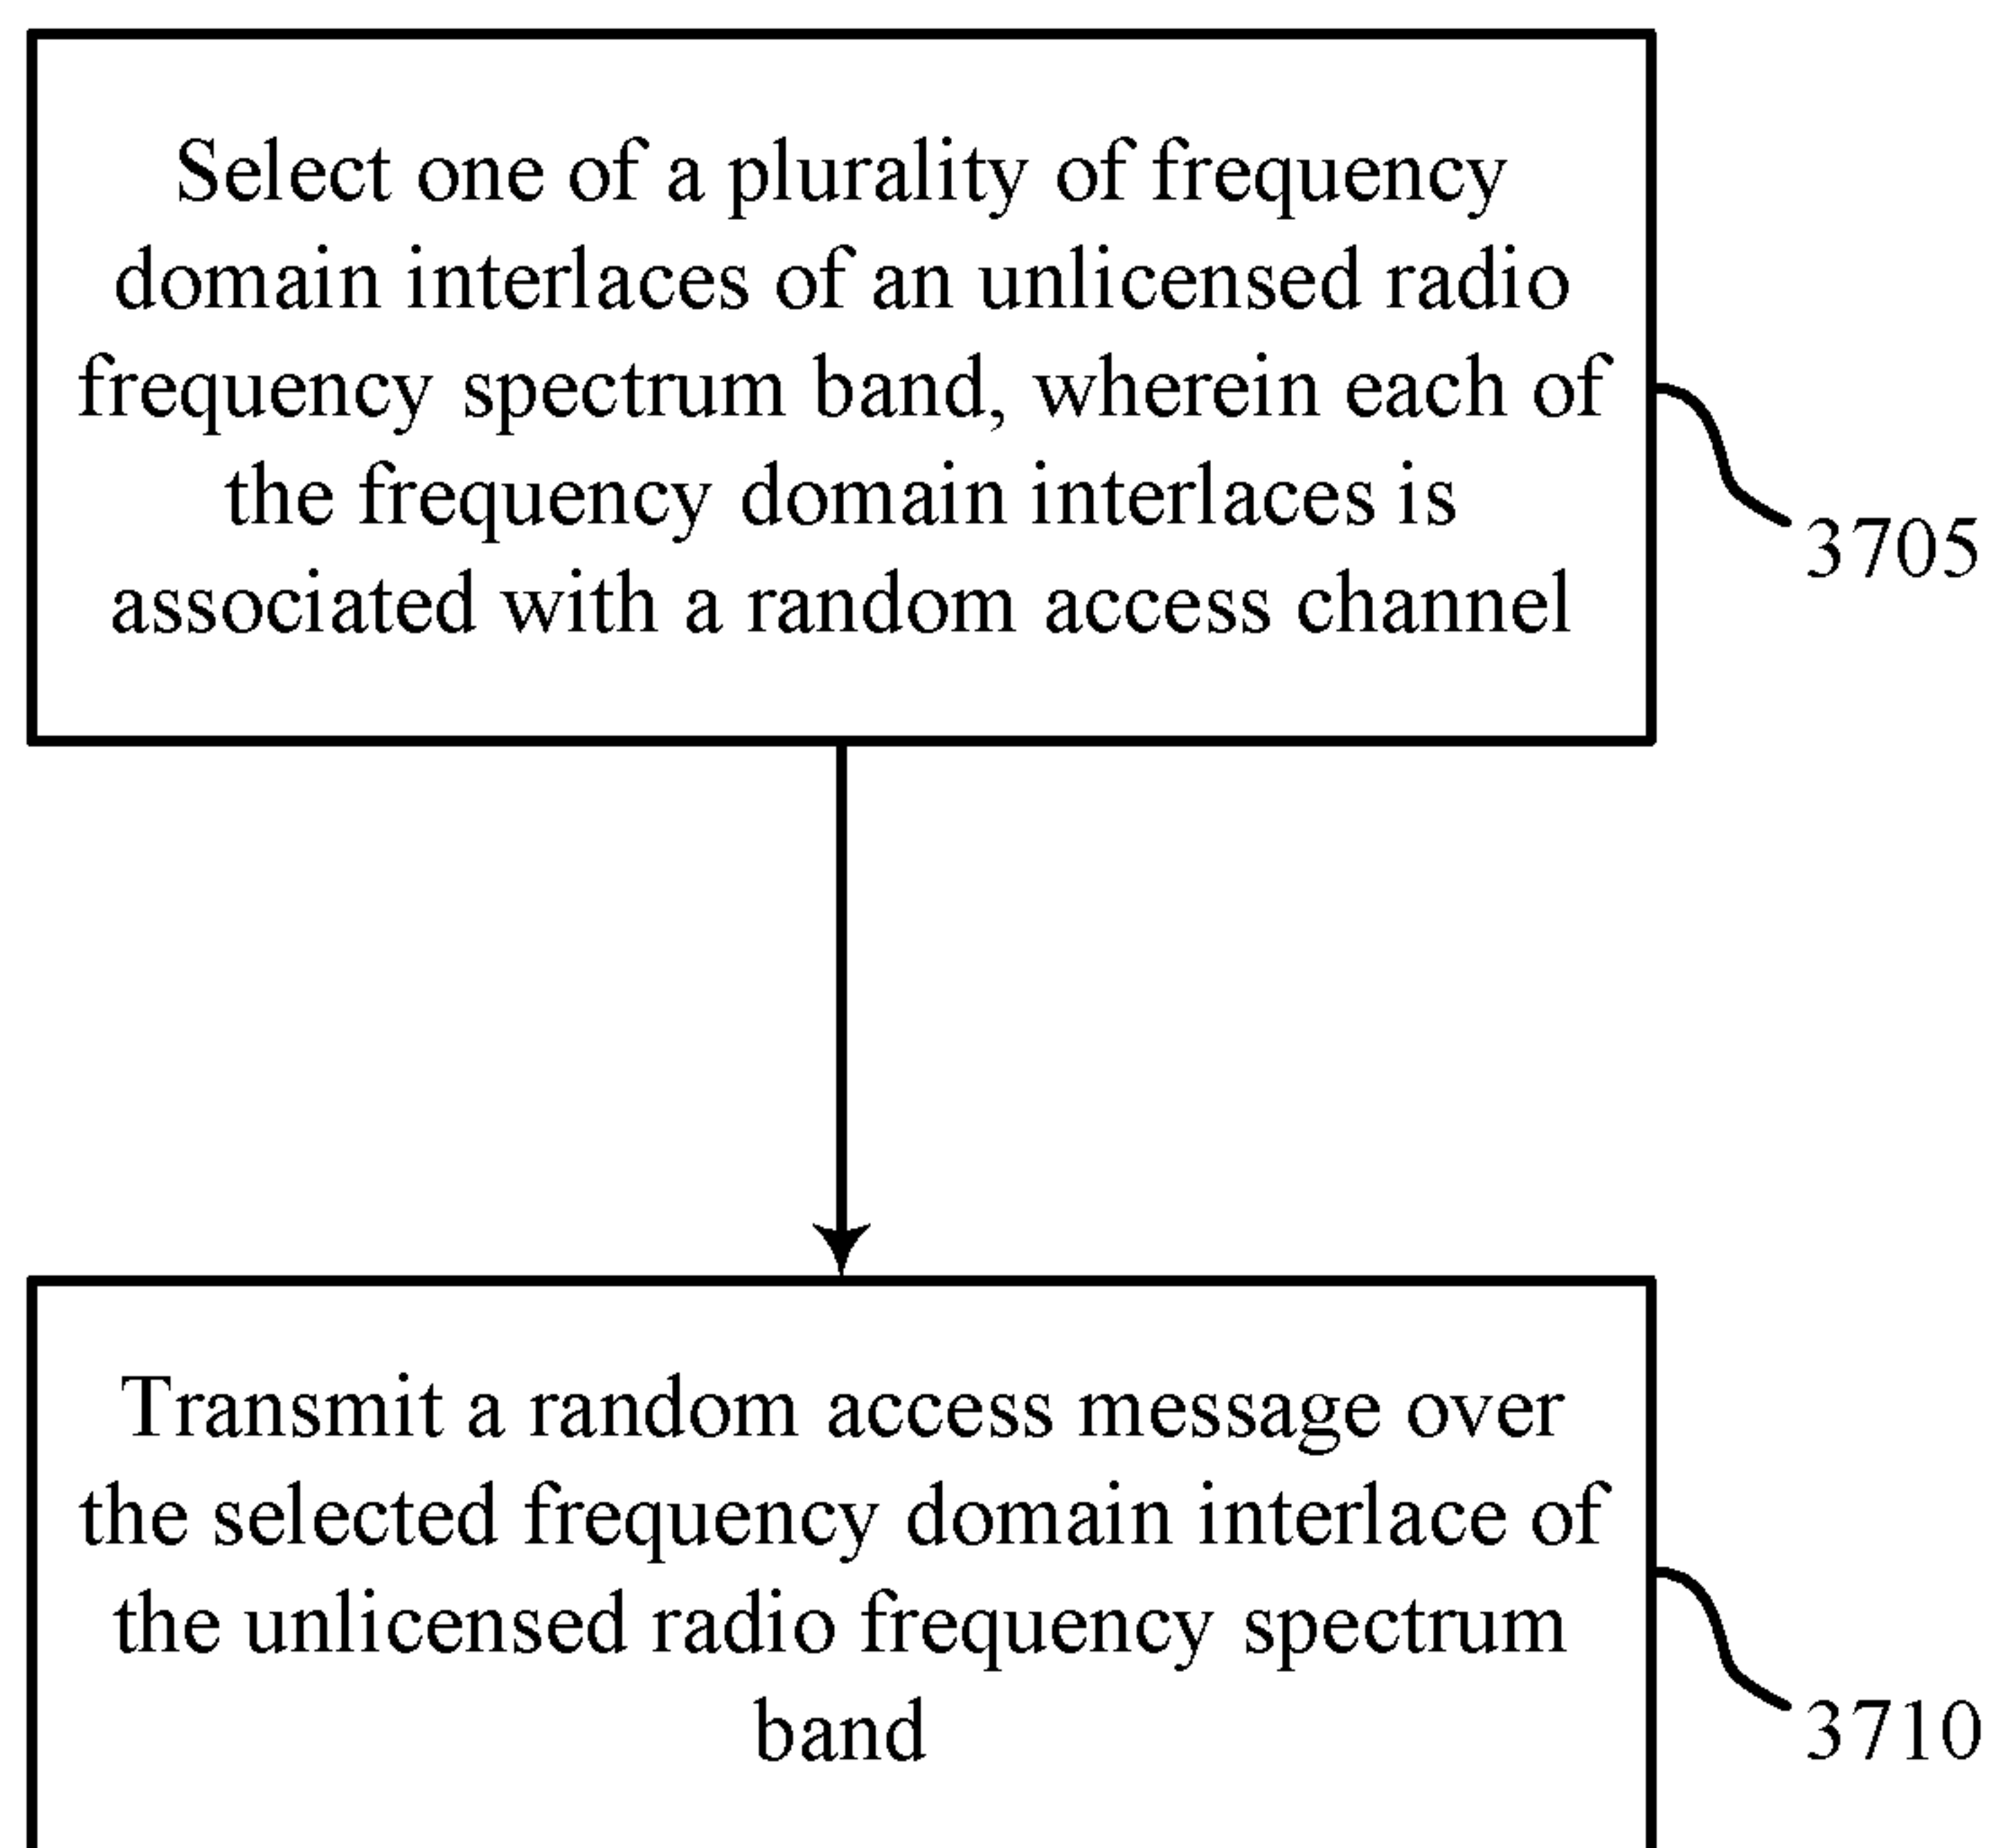 Select one of a plurality of frequency
domain interlaces of an unlicensed radio
frequency spectrum band, wherein each of
the frequency domain interlaces is
associated with a random access channel
3705
Transmit a random access message over
the selected frequency domain interlace of
the unlicensed radio frequency spectrum
band
3710